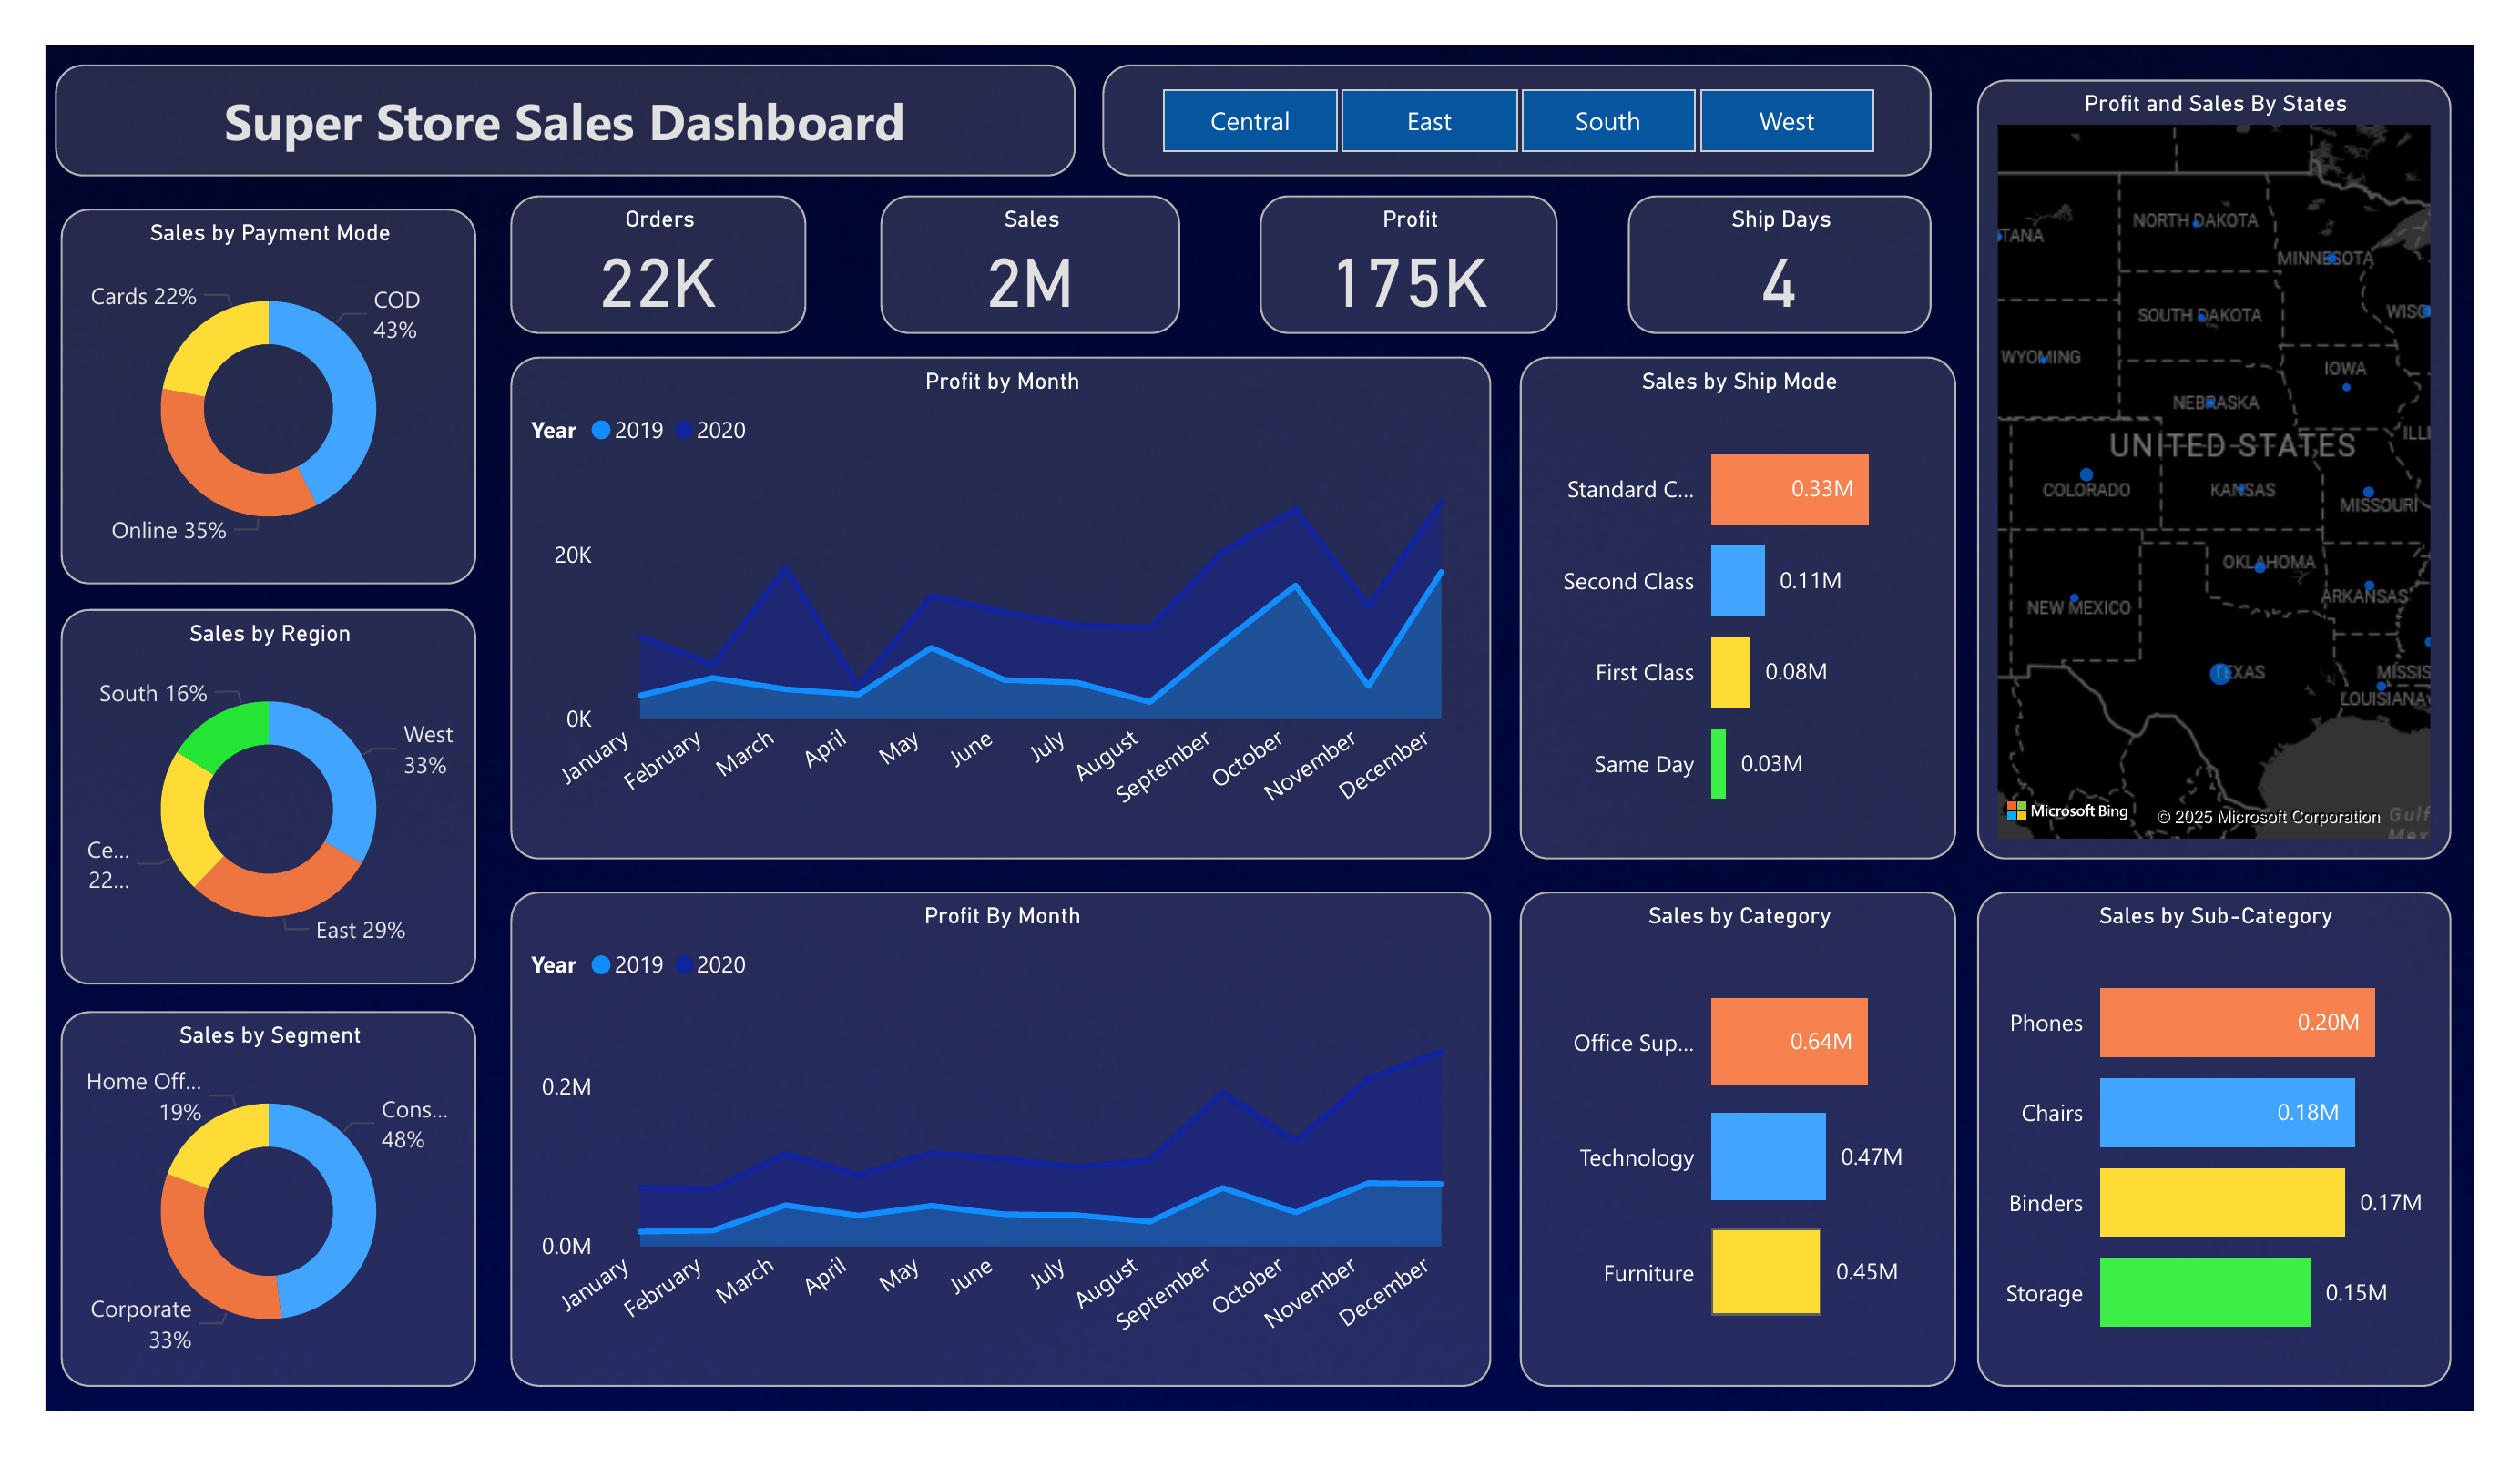 Super Store Sales Dashboard
Central
East
South
West
Profit and Sales By States
Sales by Payment Mode
Cards 22%
COD
43%
Online 35%
Orders
22K
Sales
2M
Profit
175K
Ship Days
4
Sales by Region
South 16%
West
33%
Ce...
22...
East 29%
Sales by Segment
Home Off...
19%
Cons...
48%
Corporate
33%
Profit by Month
Year 2019 2020
20K
0K
January
February
March
April
May
June
July
August
September
October
November
December
Sales by Ship Mode
Standard C...
0.33M
Second Class
0.11M
First Class
0.08M
Same Day
0.03M
NORTH DAKOTA
TANA
MINNESOTA
SOUTH DAKOTA
WISC
WYOMING
IOWA
NEBRASKA
ILLI
UNITED STATES
COLORADO
KANSAS
MISSOURI
OKLAHOMA
ARKANSAS
NEW MEXICO
TEXAS
MISSIS
LOUISIANA
Microsoft Bing
© 2025 Microsoft Corporation
Gulf
Mex
Profit By Month
Year 2019 2020
0.2M
0.0M
January
February
March
April
May
June
July
August
September
October
November
December
Sales by Category
Office Sup...
0.64M
Technology
0.47M
Furniture
0.45M
Sales by Sub-Category
Phones
0.20M
Chairs
0.18M
Binders
0.17M
Storage
0.15M